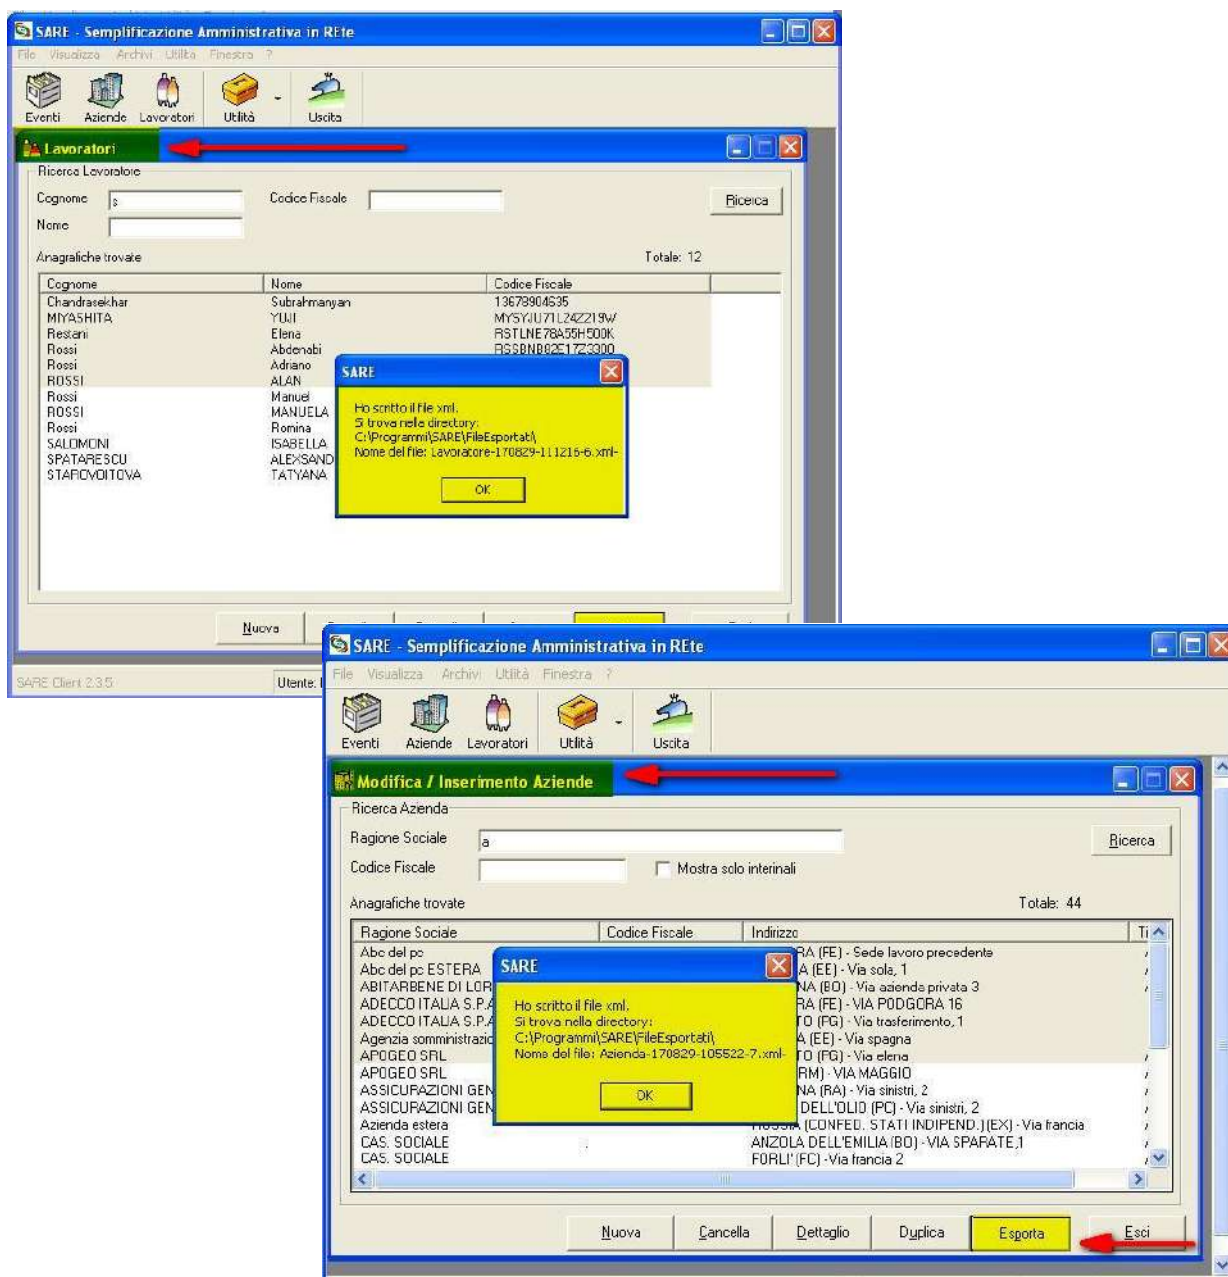 SARE - Semplificazione Amministrativa in REte
File Visualizza Archivi Utilità Finestra ?
Eventi Aziende Lavoratori Utilità Uscita
Lavoratori
Ricerca Lavoratore
Cognome s Codice Fiscale Ricerca
Nome
Anagrafiche trovate Totale: 12
Cognome Nome Codice Fiscale
Chandrasekhar Subrahmanyan 13678904635
MIYASHITA YUJI MYSYJU71L24Z219W
Restani Elena RSTLNE78A55H500K
Rossi Abdenabi RSSBNB82E17Z330O
Rossi Adriano
ROSSI ALAN
Rossi Manuel
ROSSI MANUELA
Rossi Romina
SALOMONI ISABELLA
SPATARESCU ALEXSAND
STAROVOITOVA TATYANA
SARE
Ho scritto il file xml.
Si trova nella directory:
C:\Programmi\SARE\FileEsportati\
Nome del file: Lavoratore-170829-111216-6.xml-
OK
Nuova
SARE Client 2.3.5 Utente:
SARE - Semplificazione Amministrativa in REte
File Visualizza Archivi Utilità Finestra ?
Eventi Aziende Lavoratori Utilità Uscita
Modifica / Inserimento Aziende
Ricerca Azienda
Ragione Sociale a Ricerca
Codice Fiscale Mostra solo interinali
Anagrafiche trovate Totale: 44
Ragione Sociale Codice Fiscale Indirizzo Ti
Abc del pc RA (FE) - Sede lavoro precedente
Abc del pc ESTERA A (EE) - Via sola, 1
ABITARBENE DI LOR NA (BO) - Via azienda privata 3
ADECCO ITALIA S.P.A RA (FE) - VIA PODGORA 16
ADECCO ITALIA S.P.A TO (PG) - Via trasferimento, 1
Agenzia somministrazio A (EE) - Via spagna
APOGEO SRL TO (PG) - Via elena
APOGEO SRL RM) - VIA MAGGIO
ASSICURAZIONI GEN NA (RA) - Via sinistri, 2
ASSICURAZIONI GEN DELL'OLIO (PC) - Via sinistri, 2
Azienda estera RUSSIA (CONFED. STATI INDIPEND.)(EX) - Via francia
CAS. SOCIALE . ANZOLA DELL'EMILIA (BO) - VIA SPARATE,1
CAS. SOCIALE FORLI' (FC) - Via francia 2
SARE
Ho scritto il file xml.
Si trova nella directory:
C:\Programmi\SARE\FileEsportati\
Nome del file: Azienda-170829-105522-7.xml-
OK
Nuova Cancella Dettaglio Duplica Esporta Esci